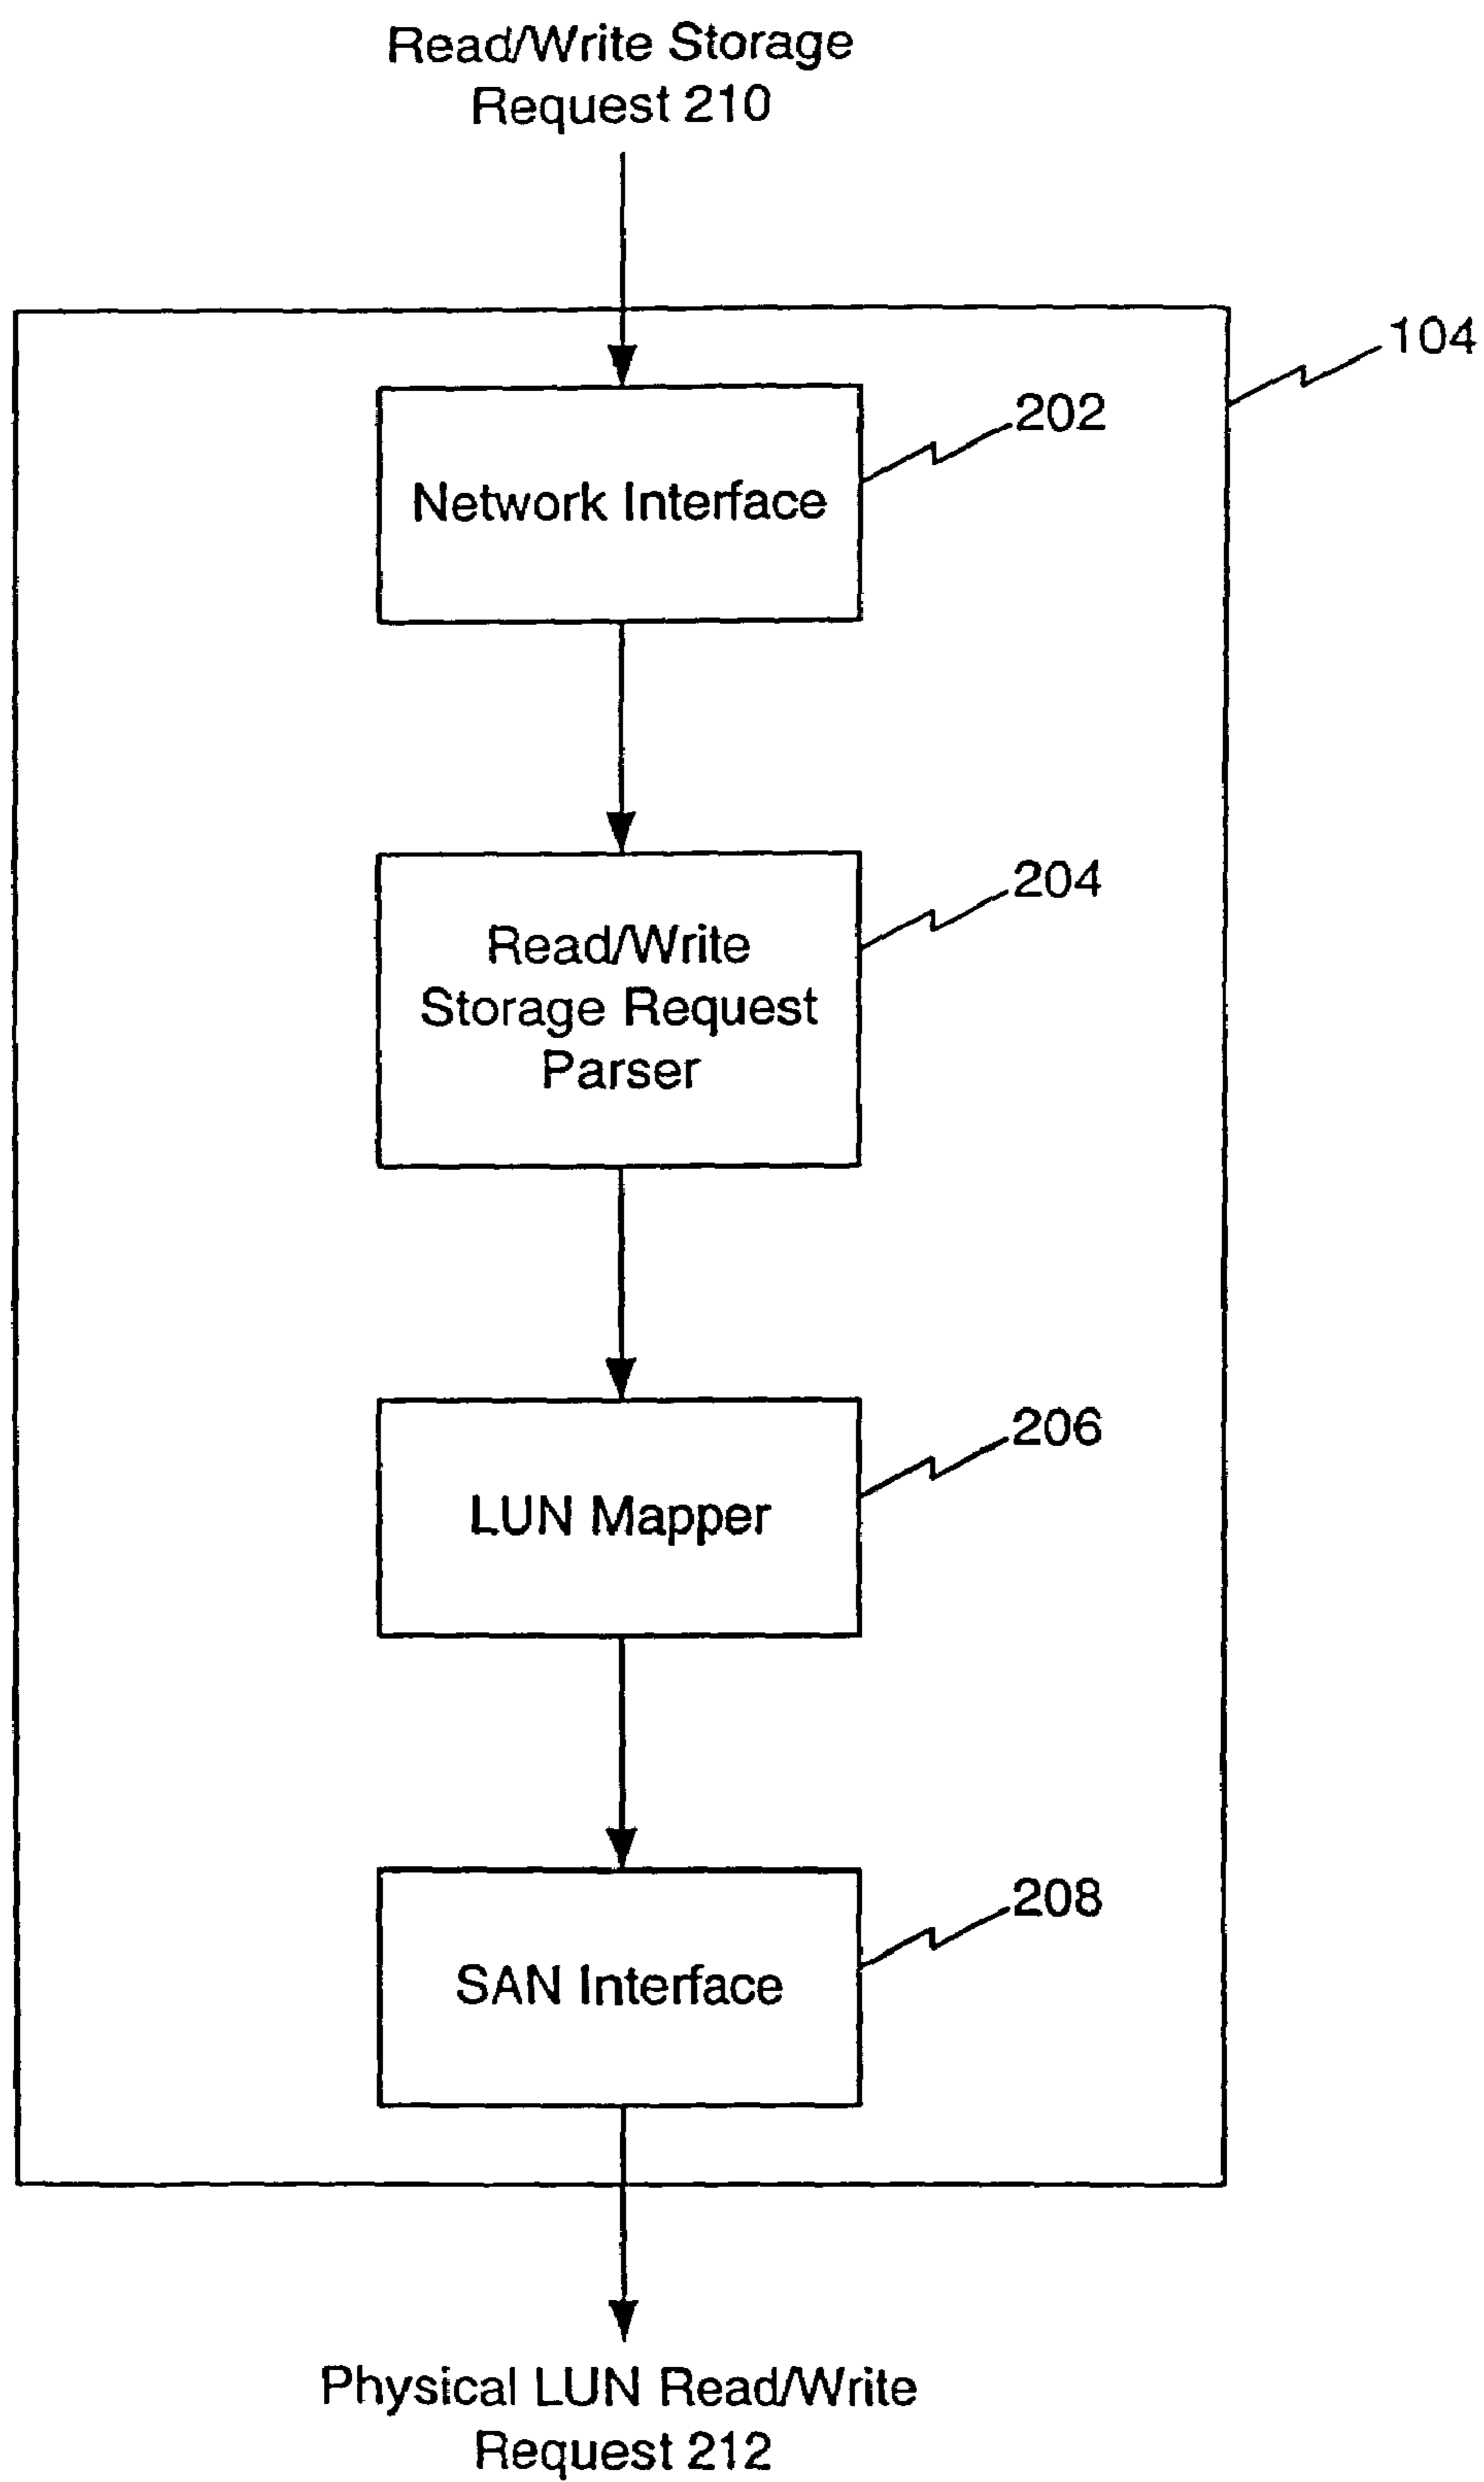 Read/Write Storage
Request 210
104
202
Network Interface
204
Read/Write
Storage Request
Parser
206
LUN Mapper
208
SAN Interface
Physical LUN Read/Write
Request 212